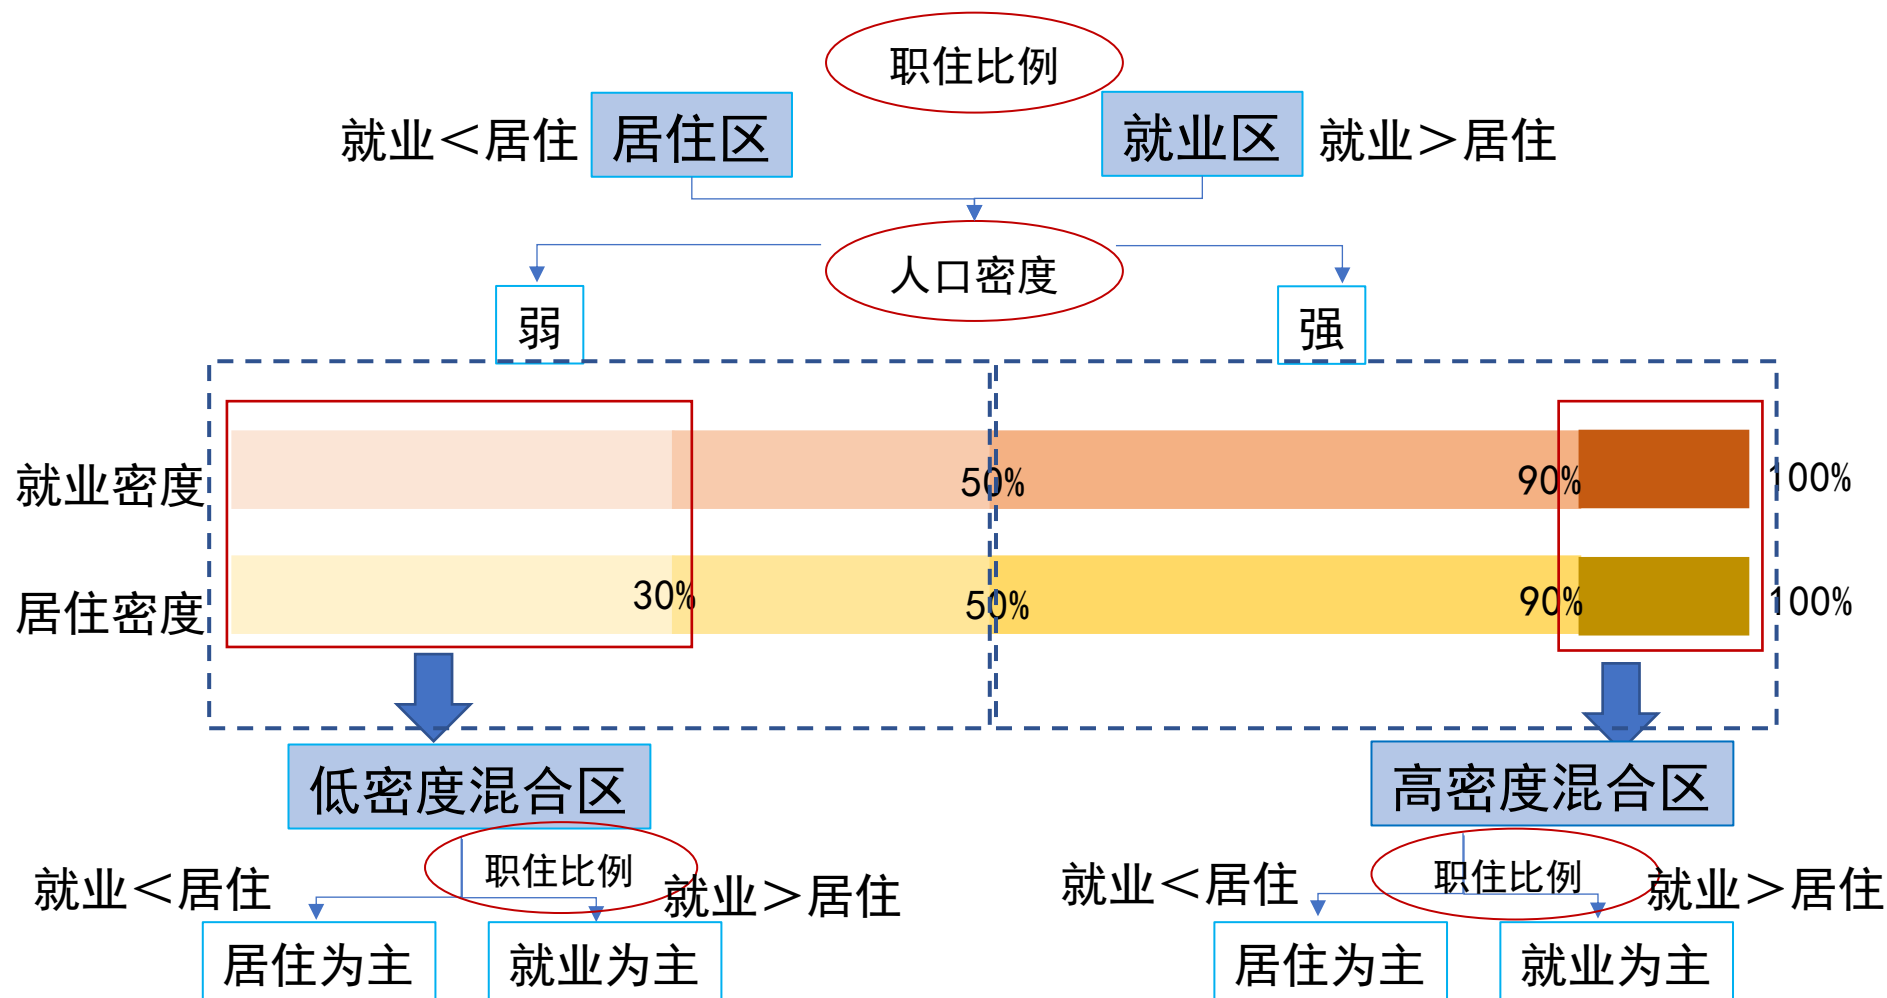 职住比例
就业＜居住
居住区
就业区
就业＞居住
人口密度
弱
强
就业密度
50%
90%
100%
居住密度
30%
50%
90%
100%
低密度混合区
高密度混合区
就业＜居住
职住比例
就业＞居住
就业＜居住
职住比例
就业＞居住
居住为主
就业为主
居住为主
就业为主